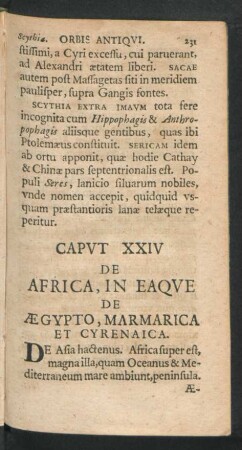 Scythia. ORBIS ANTIQVI. 231
stissimi, a Cyri excessu, cui paruerant,
ad Alexandri ætatem liberi. SACAE
autem post Massagetas siti in meridiem
paulisper, supra Gangis fontes.
SCYTHIA EXTRA IMAVM tota fere
incognita cum Hippophagis & Anthro-
pophagis aliisque gentibus, quas ibi
Ptolemæus constituit. SERICAM idem
ab ortu apponit, quæ hodie Cathay
& Chinæ pars septentrionalis est. Po-
puli Seres, lanicio siluarum nobiles,
vnde nomen accepit, quidquid vs-
quam præstantioris lanæ telæque re-
peritur.
CAPVT XXIV
DE
AFRICA, IN EAQVE
DE
ÆGYPTO, MARMARICA
ET CYRENAICA.
DE Asia hactenus. Africa super est,
magna illa, quam Oceanus & Me-
diterraneum mare ambiunt, peninsula.
Æ-